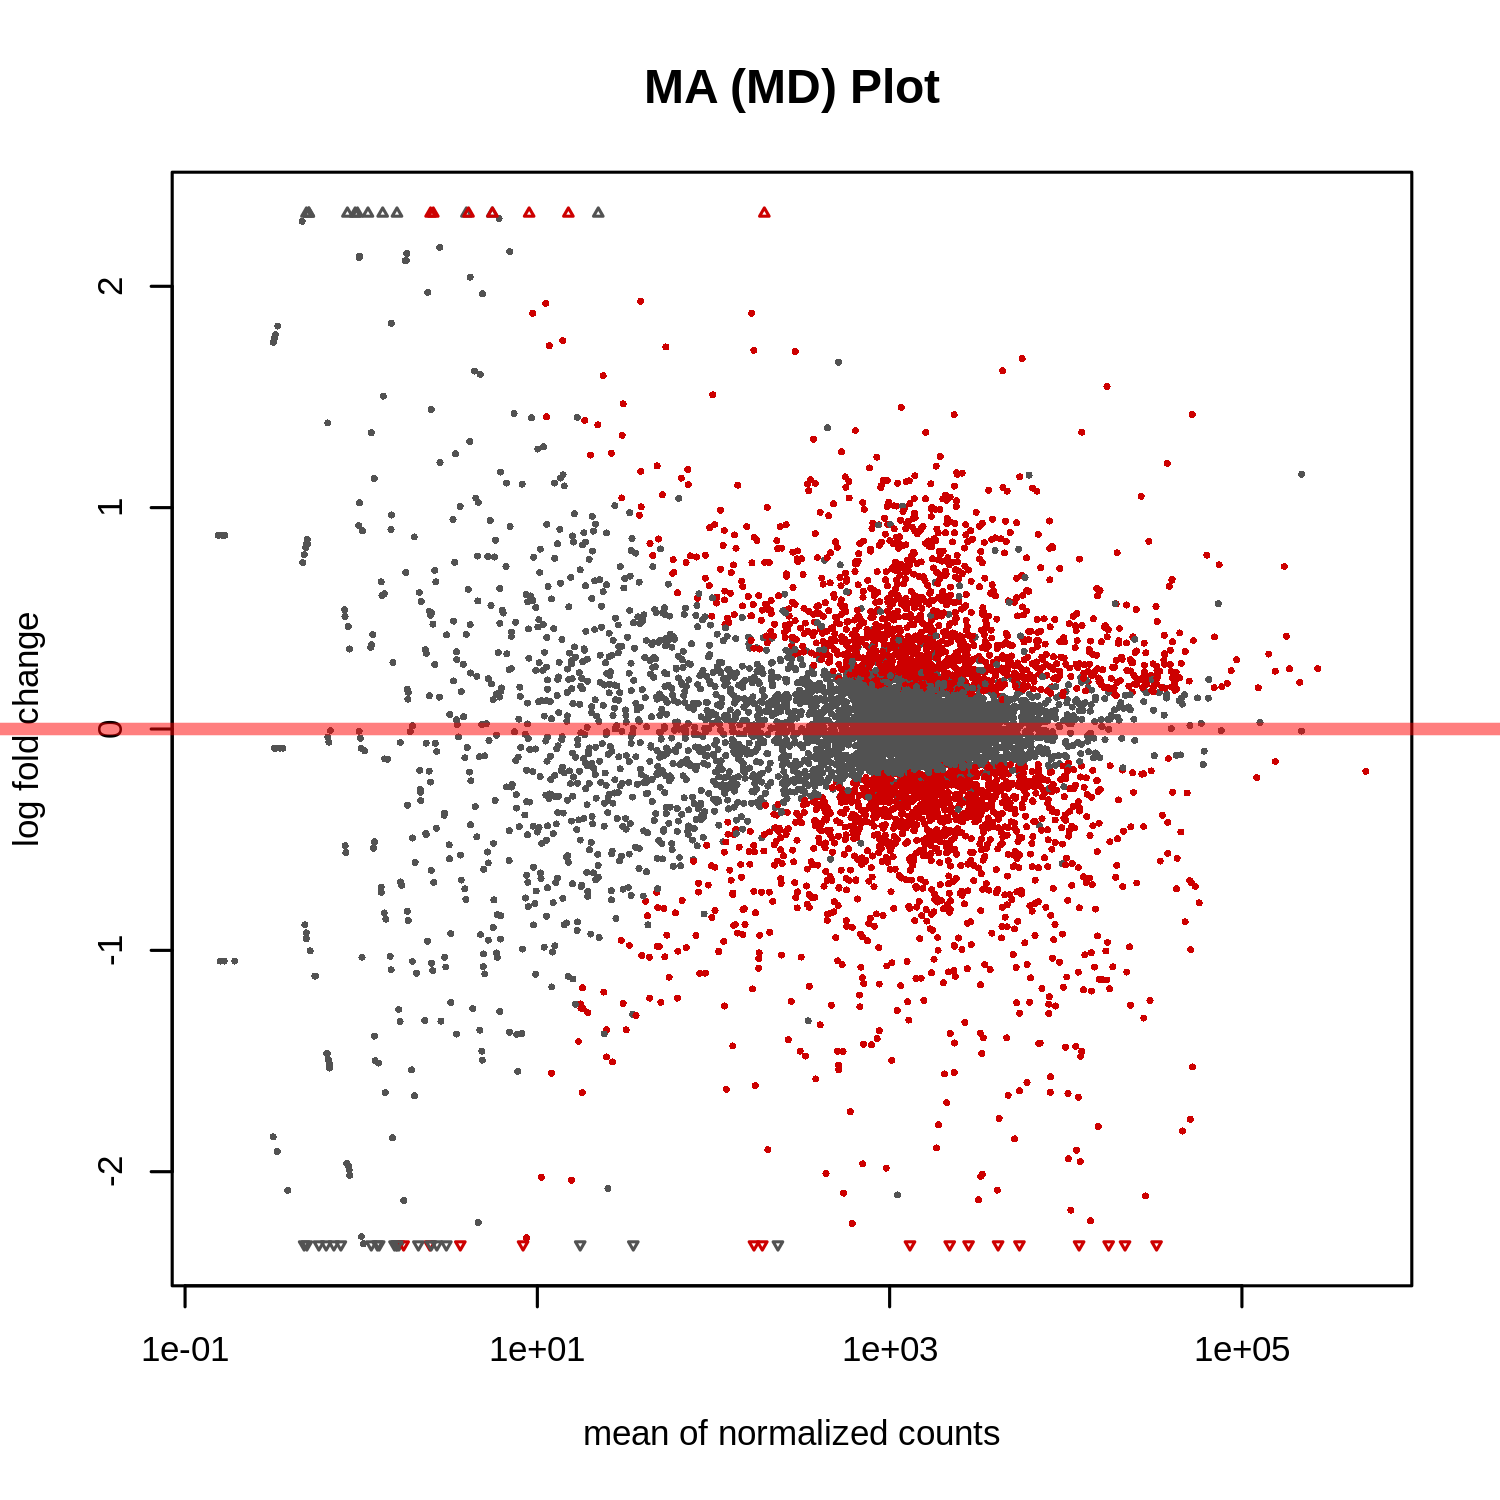 MA (MD) Plot
log fold change
2
1
0
-1
-2
1e-01
1e+01
1e+03
1e+05
mean of normalized counts